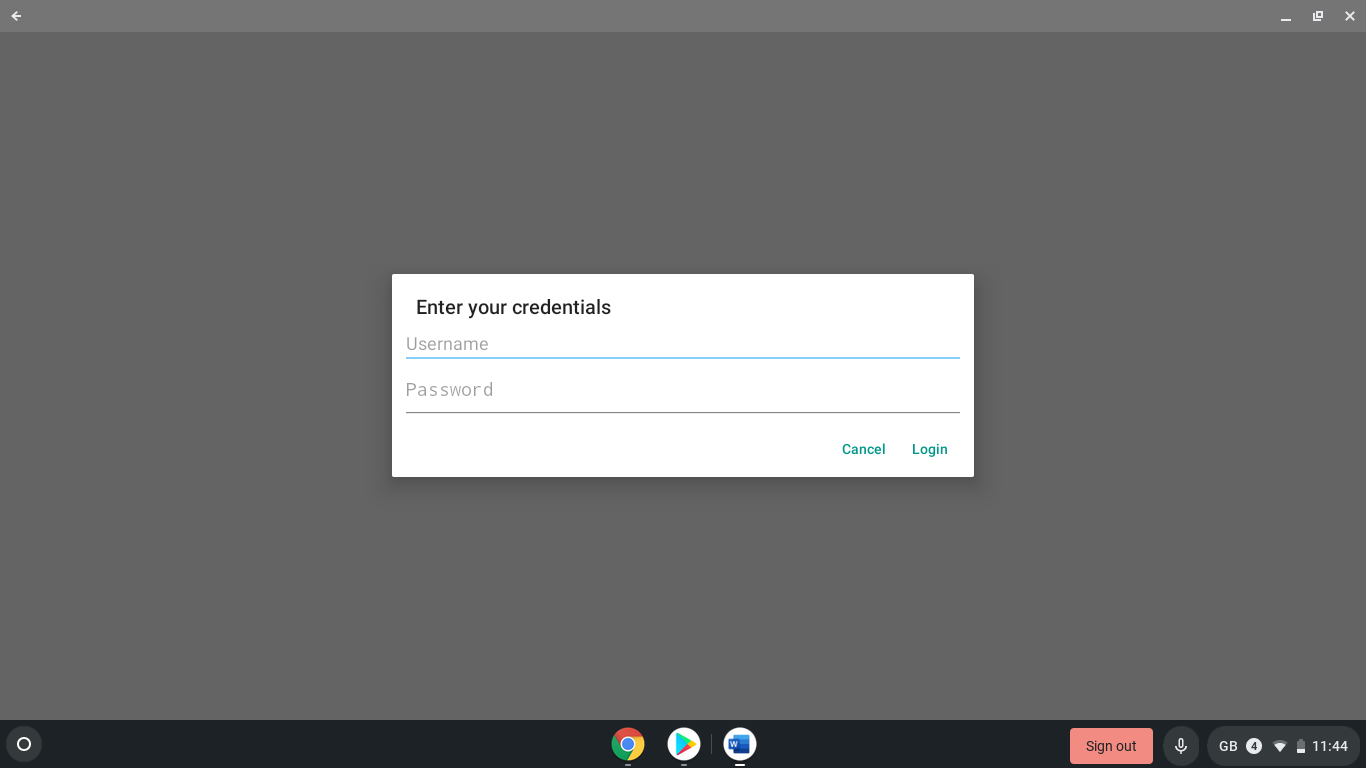 Enter your credentials
Username
Password
Cancel Login
W
Sign out
GB 4 11:44